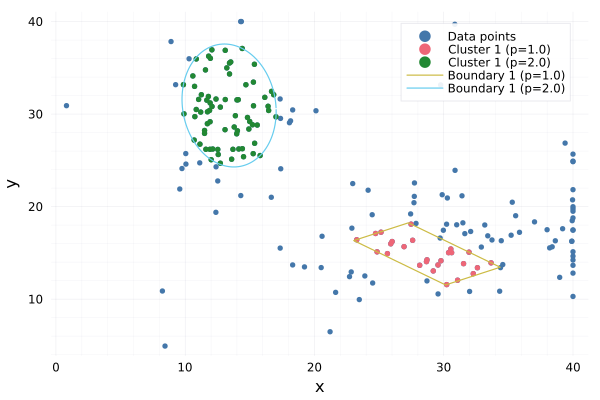 40
30
20
10
0
10
20
30
40
x
y
Data points
Cluster 1 (p=1.0)
Cluster 1 (p=2.0)
Boundary 1 (p=1.0)
Boundary 1 (p=2.0)